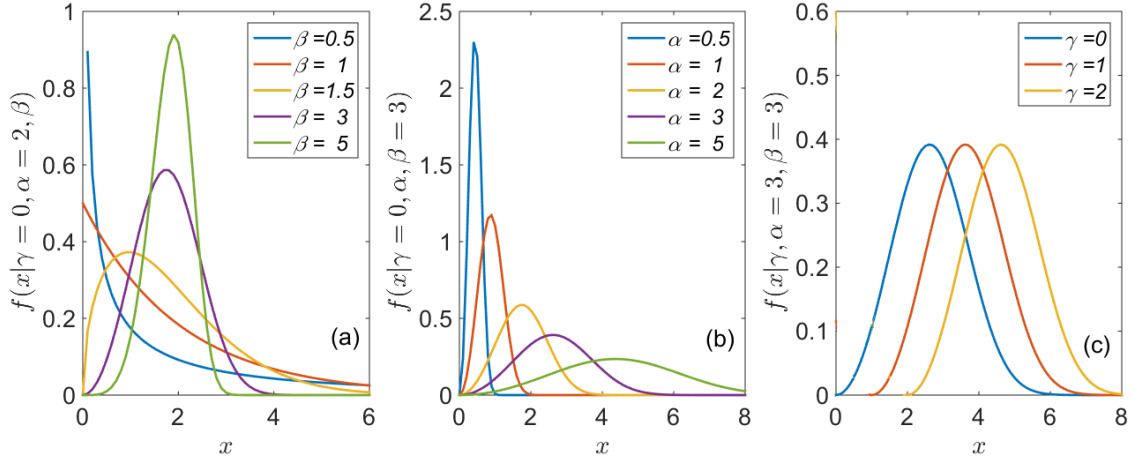 f(x|γ = 0, α = 2, β)
1
0.8
0.6
0.4
0.2
0
0 2 4 6
x
β =0.5
β = 1
β =1.5
β = 3
β = 5
(a)
f(x|γ = 0, α, β = 3)
2.5
2
1.5
1
0.5
0
0 2 4 6 8
x
α =0.5
α = 1
α = 2
α = 3
α = 5
(b)
f(x|γ, α = 3, β = 3)
0.6
0.5
0.4
0.3
0.2
0.1
0
0 2 4 6 8
x
γ =0
γ =1
γ =2
(c)